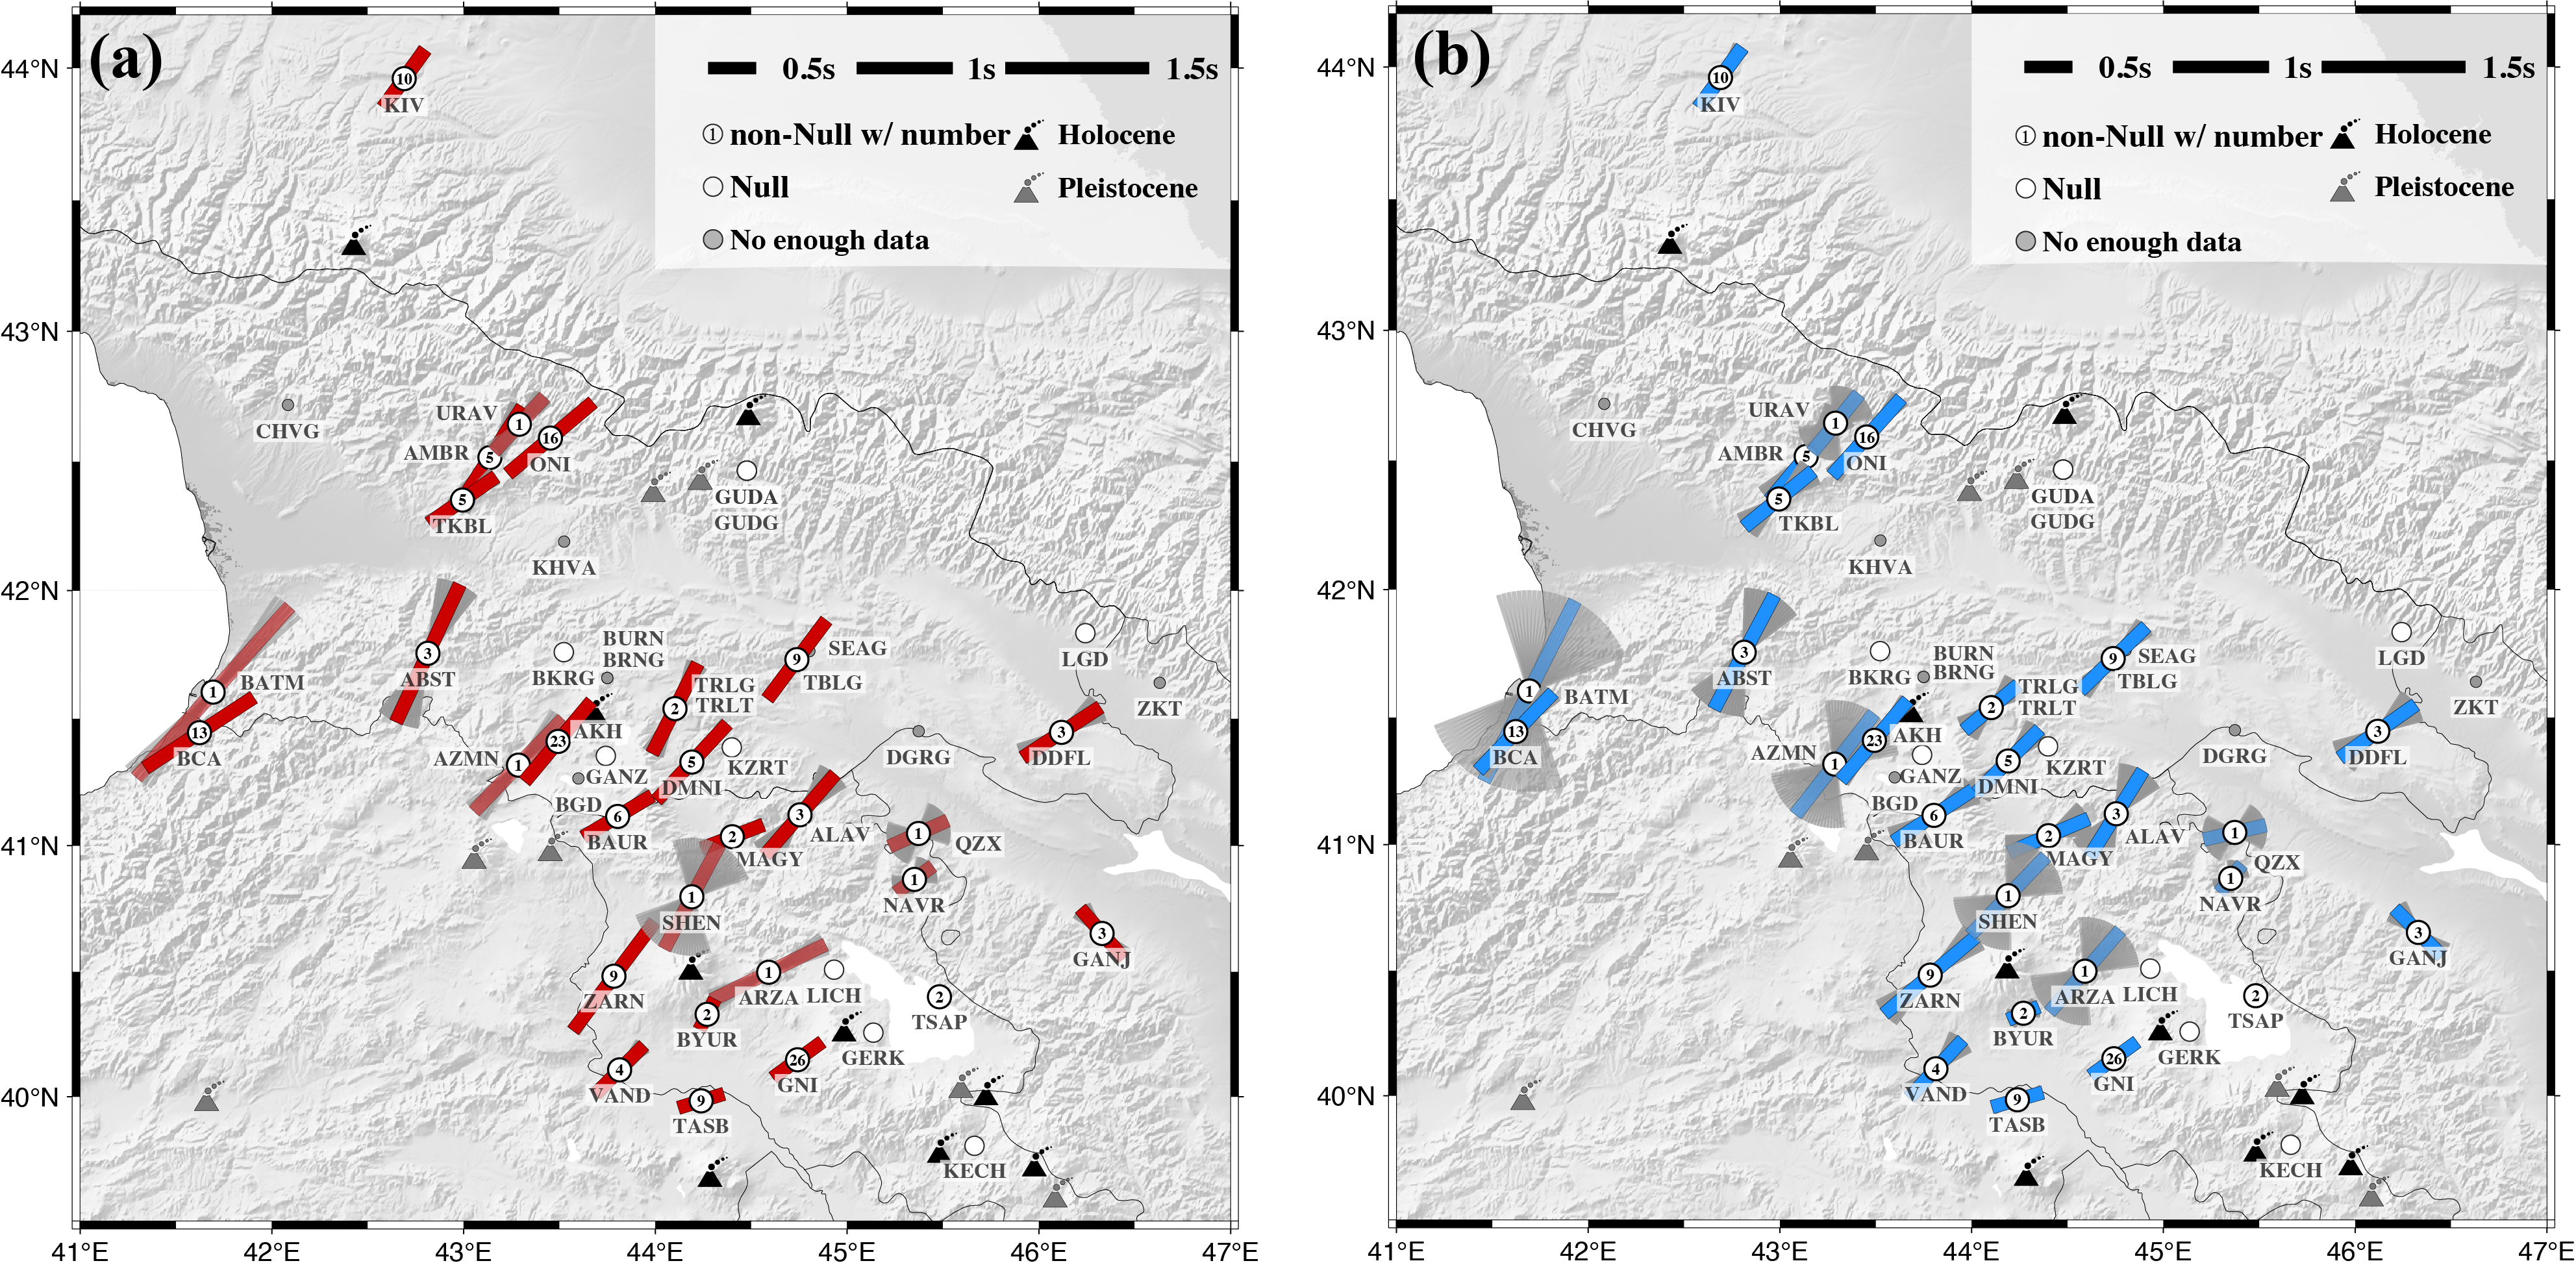 (a)
0.5s 1s 1.5s
① non-Null w/ number Holocene
Null Pleistocene
No enough data
44°N
43°N
42°N
41°N
40°N
41°E 42°E 43°E 44°E 45°E 46°E 47°E
10
KIV
CHVG
URAV
1
16
AMBR
5
ONI
5
TKBL
GUDA
GUDG
KHVA
BATM
1
13
BCA
3
ABST
BURN
BRNG
BKRG
AKH
23
AZMN
1
GANZ
TRLG
TRLT
2
SEAG
9
TBLG
LGD
ZKT
DGRG
3
DDFL
KZRT
5
DMNI
BGD
6
BAUR
2
MAGY
3
ALAV
1
QZX
1
NAVR
1
SHEN
3
GANJ
9
ZARN
1
ARZA
LICH
2
BYUR
2
TSAP
GERK
26
GNI
4
VAND
9
TASB
KECH
(b)
0.5s 1s 1.5s
① non-Null w/ number Holocene
Null Pleistocene
No enough data
44°N
43°N
42°N
41°N
40°N
41°E 42°E 43°E 44°E 45°E 46°E 47°E
10
KIV
CHVG
URAV
1
16
AMBR
5
ONI
5
TKBL
GUDA
GUDG
KHVA
BATM
1
13
BCA
3
ABST
BURN
BRNG
BKRG
AKH
23
AZMN
1
GANZ
TRLG
TRLT
2
SEAG
9
TBLG
LGD
ZKT
DGRG
3
DDFL
KZRT
5
DMNI
BGD
6
BAUR
2
MAGY
3
ALAV
1
QZX
1
NAVR
1
SHEN
3
GANJ
9
ZARN
1
ARZA
LICH
2
BYUR
2
TSAP
GERK
26
GNI
4
VAND
9
TASB
KECH